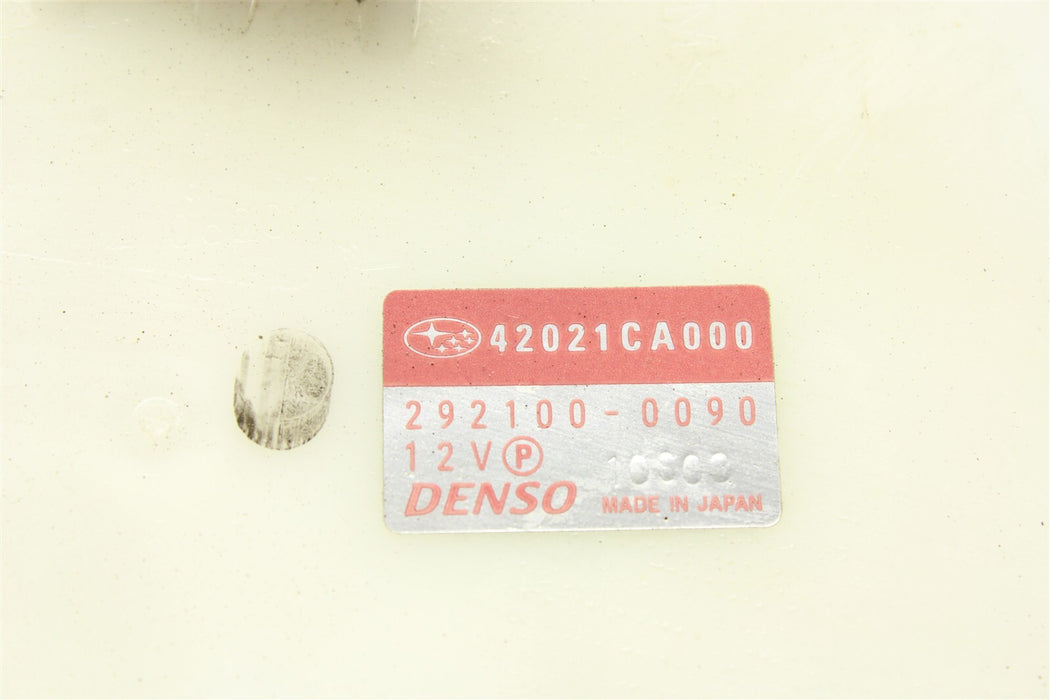 42021CA000
292100-0090
12V Ⓟ
DENSO MADE IN JAPAN